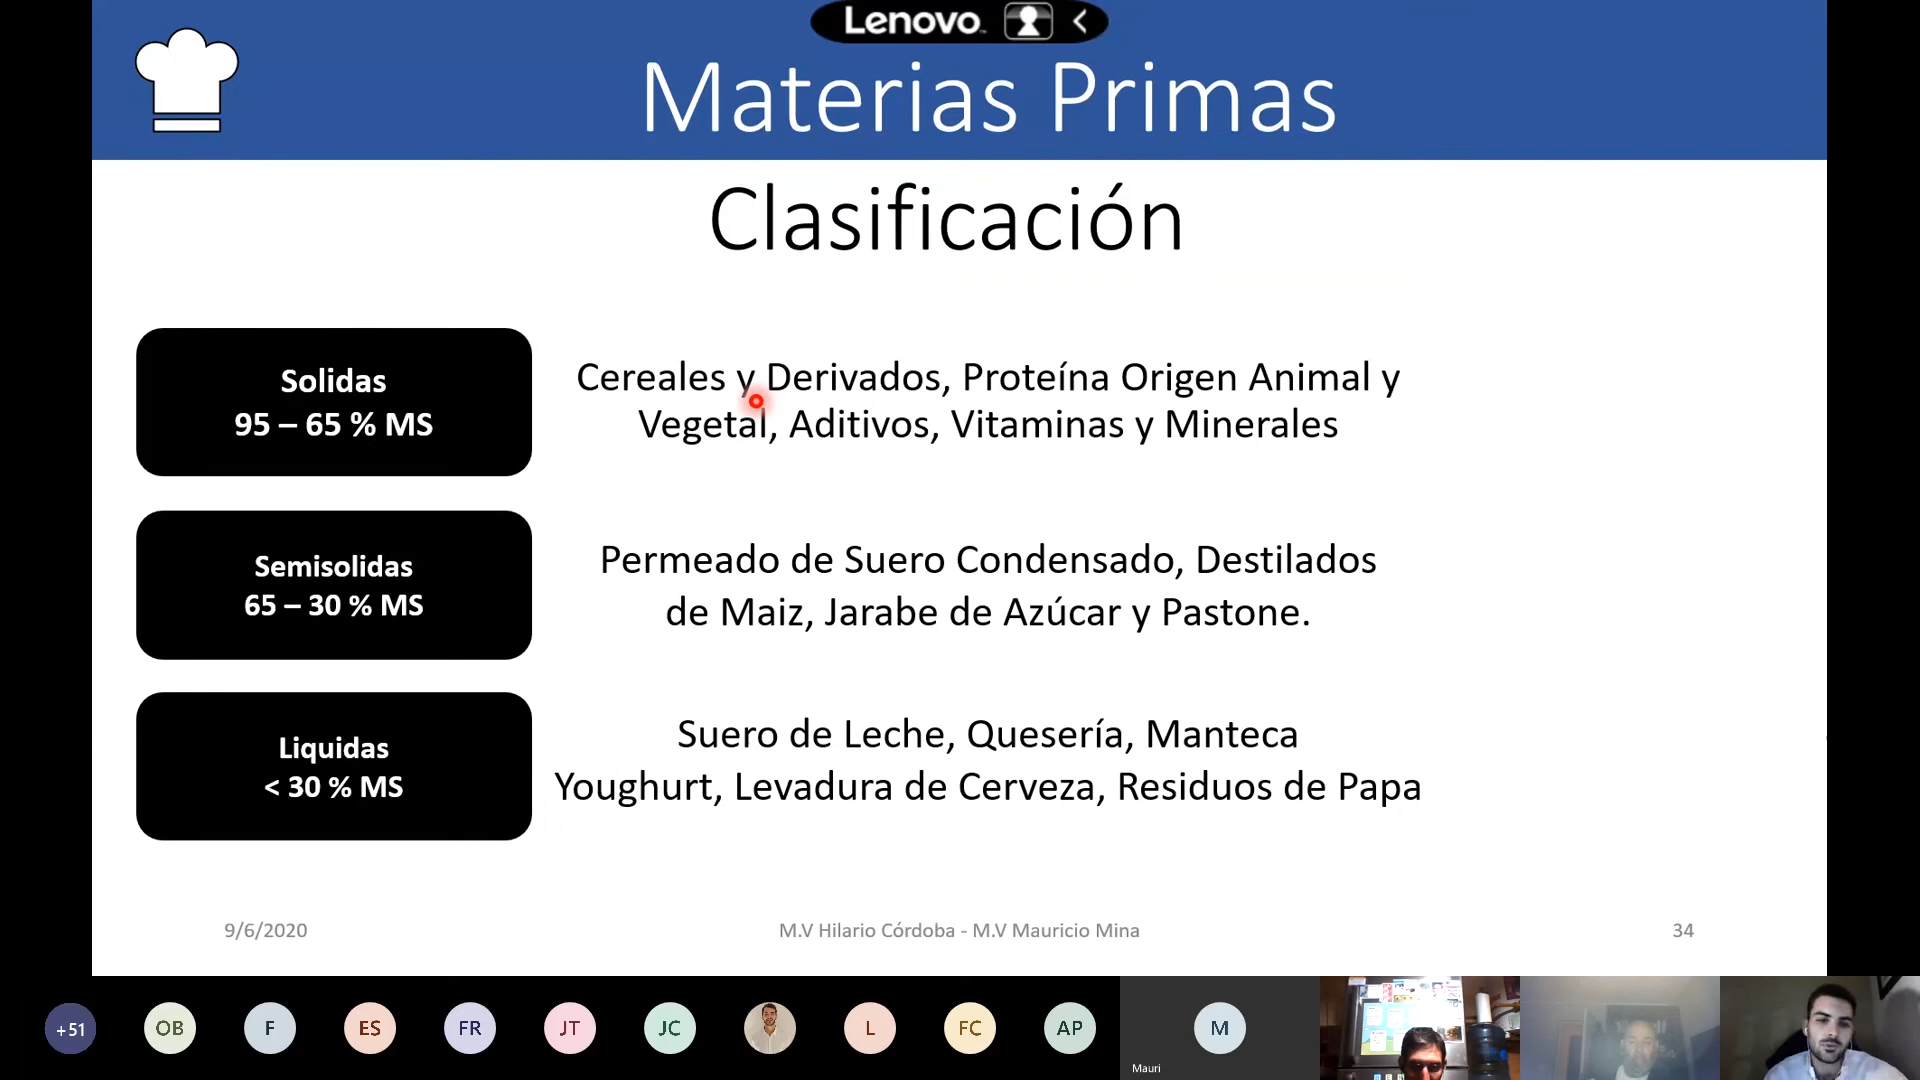 Lenovo
Materias Primas
Clasificación
Solidas
95 – 65 % MS
Cereales y Derivados, Proteína Origen Animal y
Vegetal, Aditivos, Vitaminas y Minerales
Semisolidas
65 – 30 % MS
Permeado de Suero Condensado, Destilados
de Maiz, Jarabe de Azúcar y Pastone.
Liquidas
< 30 % MS
Suero de Leche, Quesería, Manteca
Youghurt, Levadura de Cerveza, Residuos de Papa
9/6/2020
M.V Hilario Córdoba - M.V Mauricio Mina
34
+51
OB
F
ES
FR
JT
JC
L
FC
AP
M
Mauri